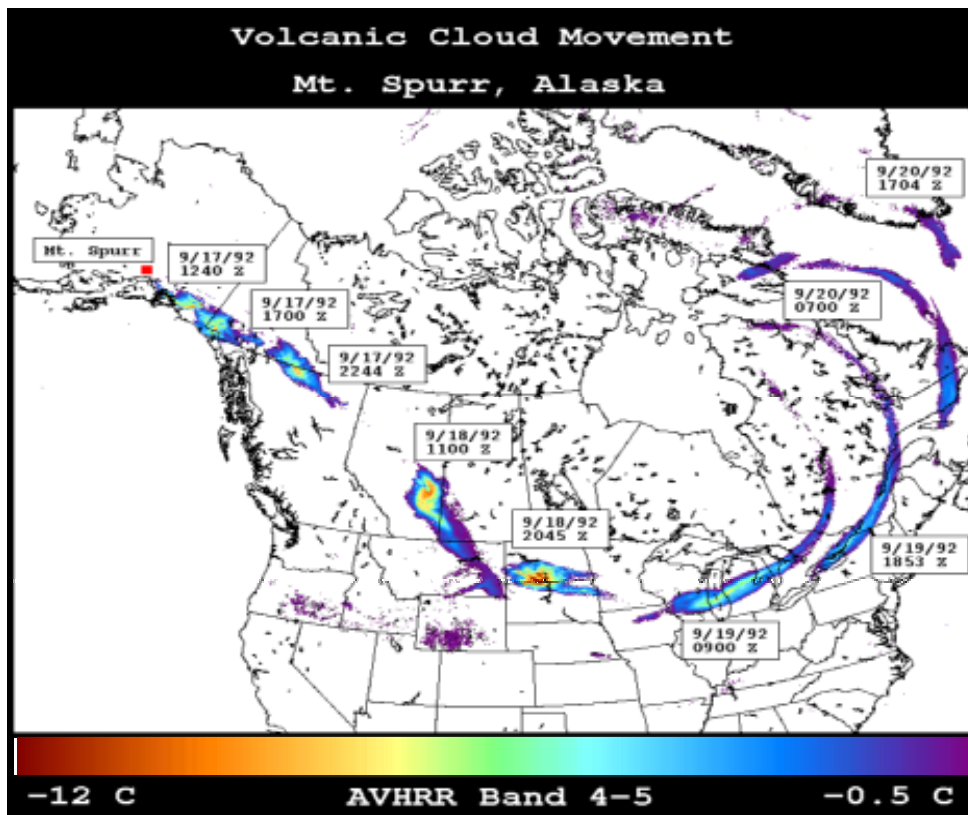 Volcanic Cloud Movement
Mt. Spurr, Alaska
9/20/92
1704 Z
Mt. Spurr
9/17/92
1240 Z
9/17/92
1700 Z
9/20/92
0700 Z
9/17/92
2244 Z
9/18/92
1100 Z
9/18/92
2045 Z
9/19/92
1853 Z
9/19/92
0900 Z
−12 C
AVHRR Band 4−5
−0.5 C